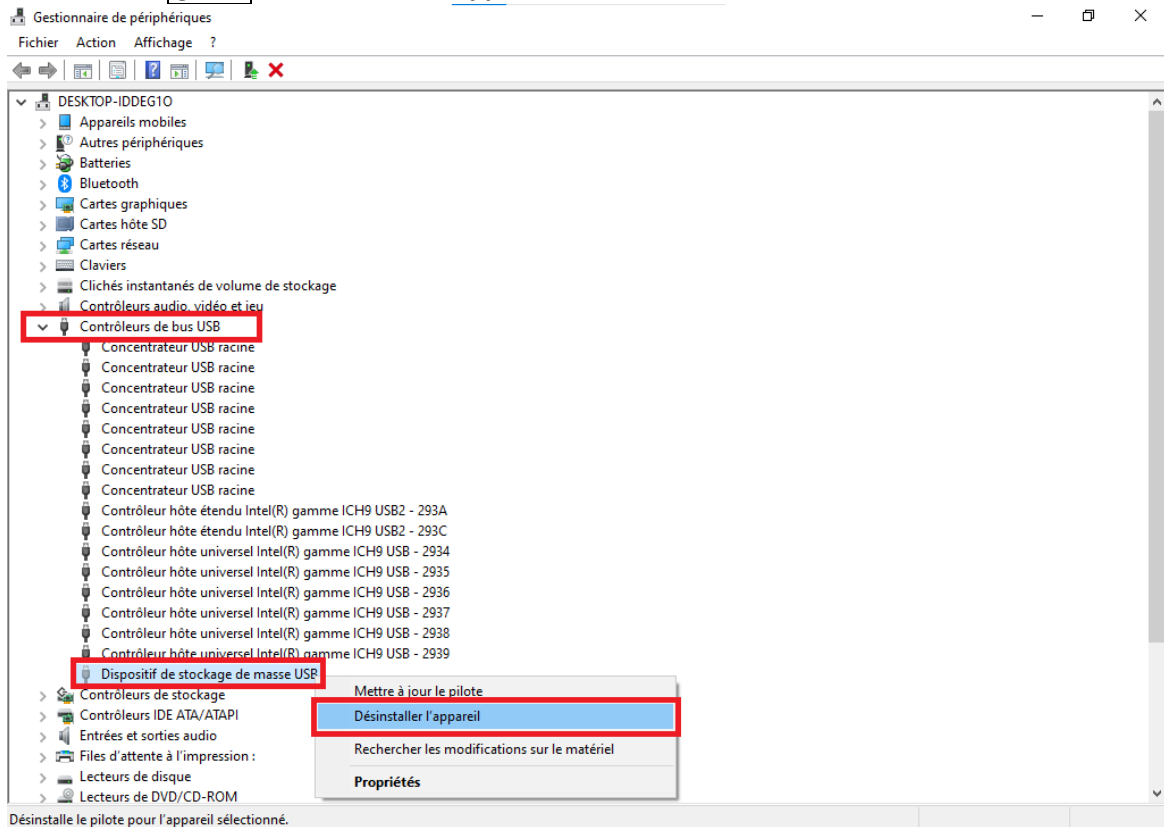 Gestionnaire de périphériques
Fichier Action Affichage ?
DESKTOP-IDDEG1O
Appareils mobiles
Autres périphériques
Batteries
Bluetooth
Cartes graphiques
Cartes hôte SD
Cartes réseau
Claviers
Clichés instantanés de volume de stockage
Contrôleurs audio, vidéo et jeu
Contrôleurs de bus USB
Concentrateur USB racine
Concentrateur USB racine
Concentrateur USB racine
Concentrateur USB racine
Concentrateur USB racine
Concentrateur USB racine
Concentrateur USB racine
Concentrateur USB racine
Contrôleur hôte étendu Intel(R) gamme ICH9 USB2 - 293A
Contrôleur hôte étendu Intel(R) gamme ICH9 USB2 - 293C
Contrôleur hôte universel Intel(R) gamme ICH9 USB - 2934
Contrôleur hôte universel Intel(R) gamme ICH9 USB - 2935
Contrôleur hôte universel Intel(R) gamme ICH9 USB - 2936
Contrôleur hôte universel Intel(R) gamme ICH9 USB - 2937
Contrôleur hôte universel Intel(R) gamme ICH9 USB - 2938
Contrôleur hôte universel Intel(R) gamme ICH9 USB - 2939
Dispositif de stockage de masse USB
Contrôleurs de stockage
Contrôleurs IDE ATA/ATAPI
Entrées et sorties audio
Files d'attente à l'impression :
Lecteurs de disque
Lecteurs de DVD/CD-ROM
Mettre à jour le pilote
Désinstaller l'appareil
Rechercher les modifications sur le matériel
Propriétés
Désinstalle le pilote pour l'appareil sélectionné.